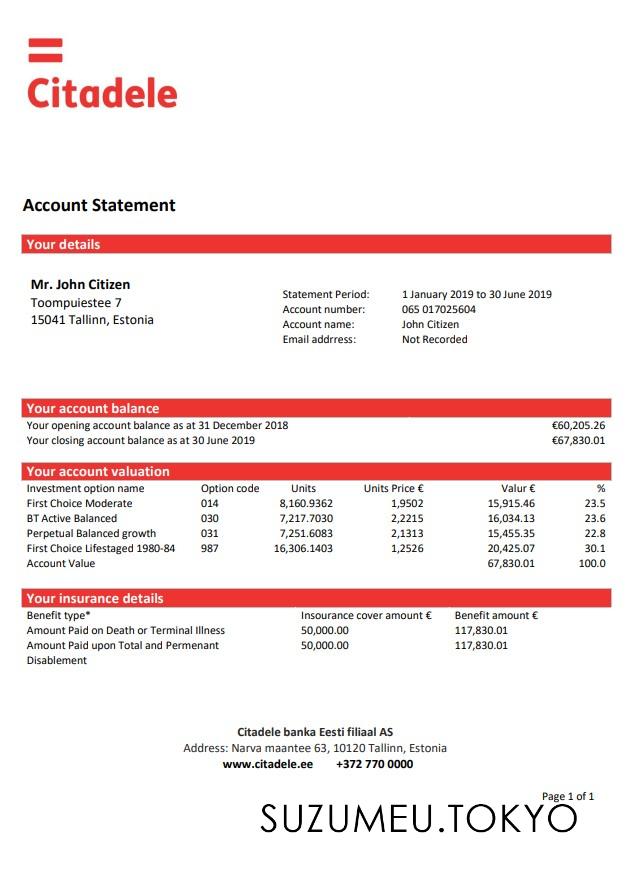 Citadele
Account Statement
Your details
Mr. John Citizen
Toompuiestee 7
15041 Tallinn, Estonia
Statement Period: 1 January 2019 to 30 June 2019
Account number: 065 017025604
Account name: John Citizen
Email addrress: Not Recorded
Your account balance
Your opening account balance as at 31 December 2018 €60,205.26
Your closing account balance as at 30 June 2019 €67,830.01
Your account valuation
Investment option name Option code Units Units Price € Valur € %
First Choice Moderate 014 8,160.9362 1,9502 15,915.46 23.5
BT Active Balanced 030 7,217.7030 2,2215 16,034.13 23.6
Perpetual Balanced growth 031 7,251.6083 2,1313 15,455.35 22.8
First Choice Lifestaged 1980-84 987 16,306.1403 1,2526 20,425.07 30.1
Account Value 67,830.01 100.0
Your insurance details
Benefit type* Insourance cover amount € Benefit amount €
Amount Paid on Death or Terminal Illness 50,000.00 117,830.01
Amount Paid upon Total and Permenant 50,000.00 117,830.01
Disablement
Citadele banka Eesti filiaal AS
Address: Narva maantee 63, 10120 Tallinn, Estonia
www.citadele.ee +372 770 0000
Page 1 of 1
SUZUMEU.TOKYO